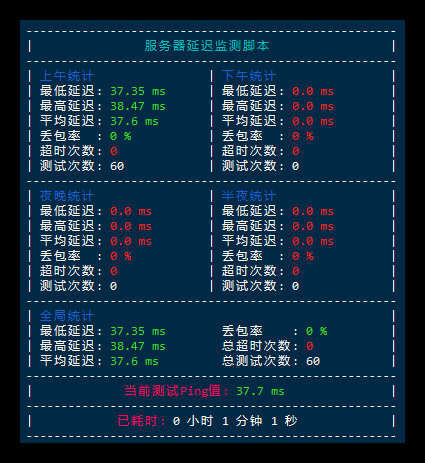 服务器延迟监测脚本
上午统计 | 下午统计
最低延迟: 37.35 ms | 最低延迟: 0.0 ms
最高延迟: 38.47 ms | 最高延迟: 0.0 ms
平均延迟: 37.6 ms | 平均延迟: 0.0 ms
丢包率 : 0 % | 丢包率 : 0 %
超时次数: 0 | 超时次数: 0
测试次数: 60 | 测试次数: 0
夜晚统计 | 半夜统计
最低延迟: 0.0 ms | 最低延迟: 0.0 ms
最高延迟: 0.0 ms | 最高延迟: 0.0 ms
平均延迟: 0.0 ms | 平均延迟: 0.0 ms
丢包率 : 0 % | 丢包率 : 0 %
超时次数: 0 | 超时次数: 0
测试次数: 0 | 测试次数: 0
全局统计
最低延迟: 37.35 ms 丢包率 : 0 %
最高延迟: 38.47 ms 总超时次数: 0
平均延迟: 37.6 ms 总测试次数: 60
当前测试Ping值: 37.7 ms
已耗时: 0 小时 1 分钟 1 秒